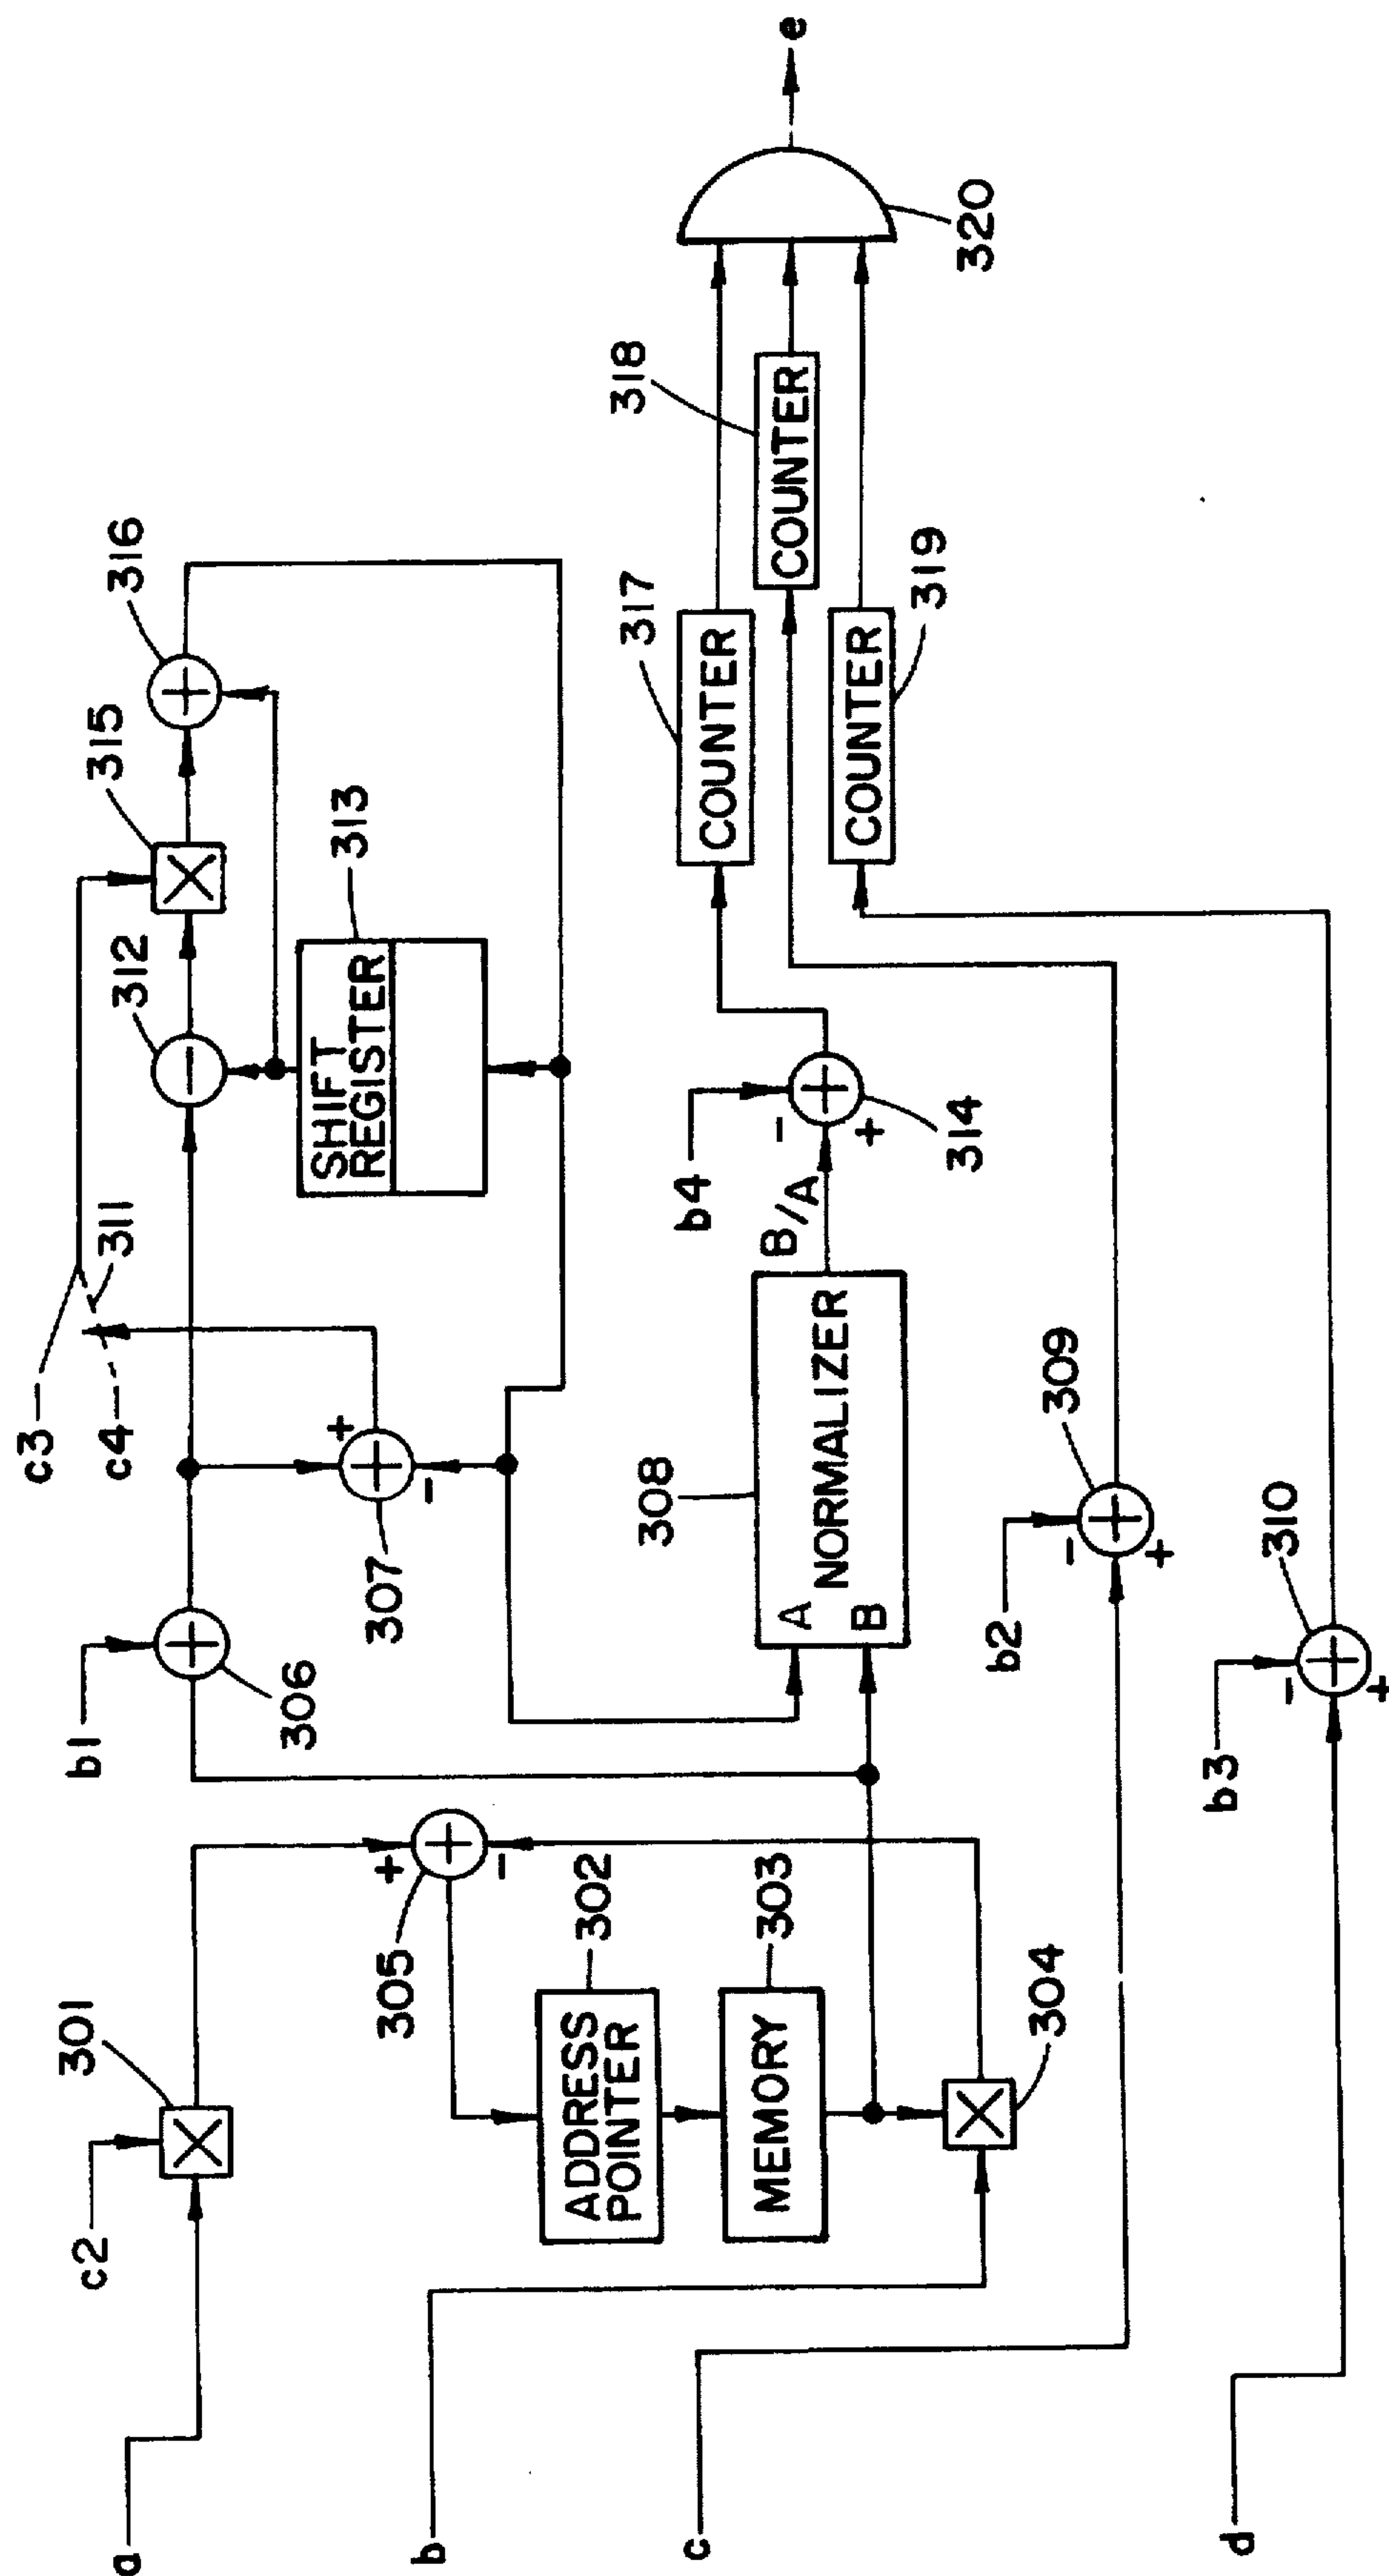 a
b
c
d
c2
301
305
+
-
ADDRESS
POINTER
302
MEMORY
303
304
b1
306
307
+
-
c3
c4
311
312
315
316
SHIFT
REGISTER
313
308
A
B
NORMALIZER
B/A
b4
-
+
314
b2
-
+
309
b3
-
+
310
COUNTER
317
COUNTER
318
COUNTER
319
320
e